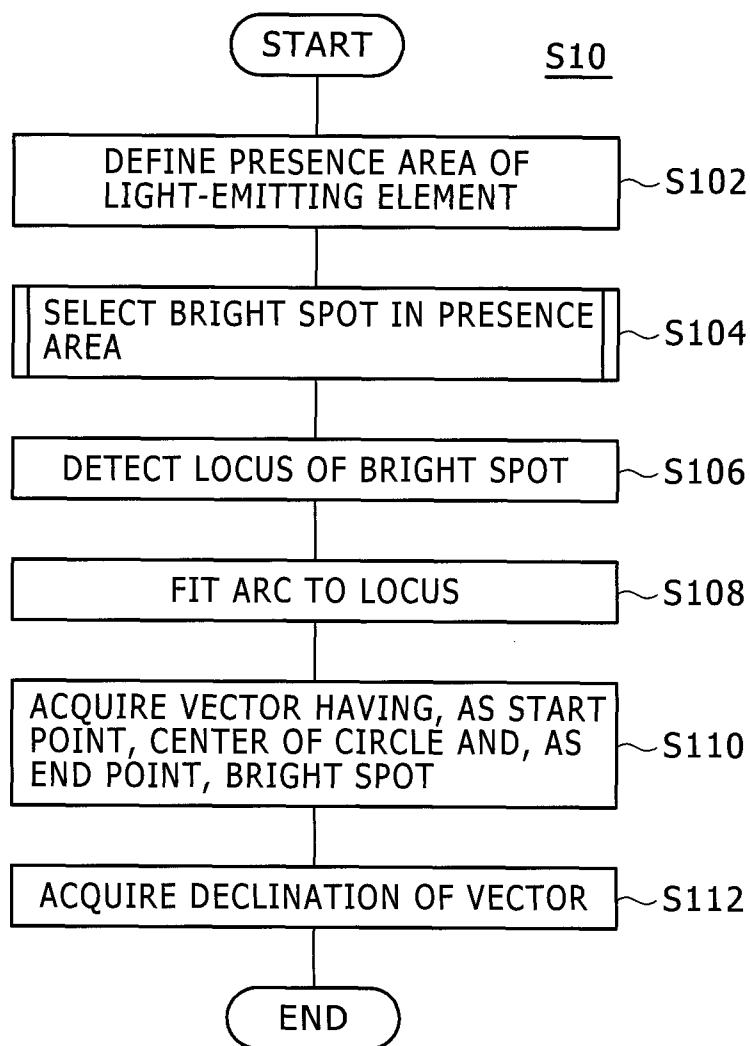 START
S10
DEFINE PRESENCE AREA OF
LIGHT-EMITTING ELEMENT
S102
SELECT BRIGHT SPOT IN PRESENCE
AREA
S104
DETECT LOCUS OF BRIGHT SPOT
S106
FIT ARC TO LOCUS
S108
ACQUIRE VECTOR HAVING, AS START
POINT, CENTER OF CIRCLE AND, AS
END POINT, BRIGHT SPOT
S110
ACQUIRE DECLINATION OF VECTOR
S112
END